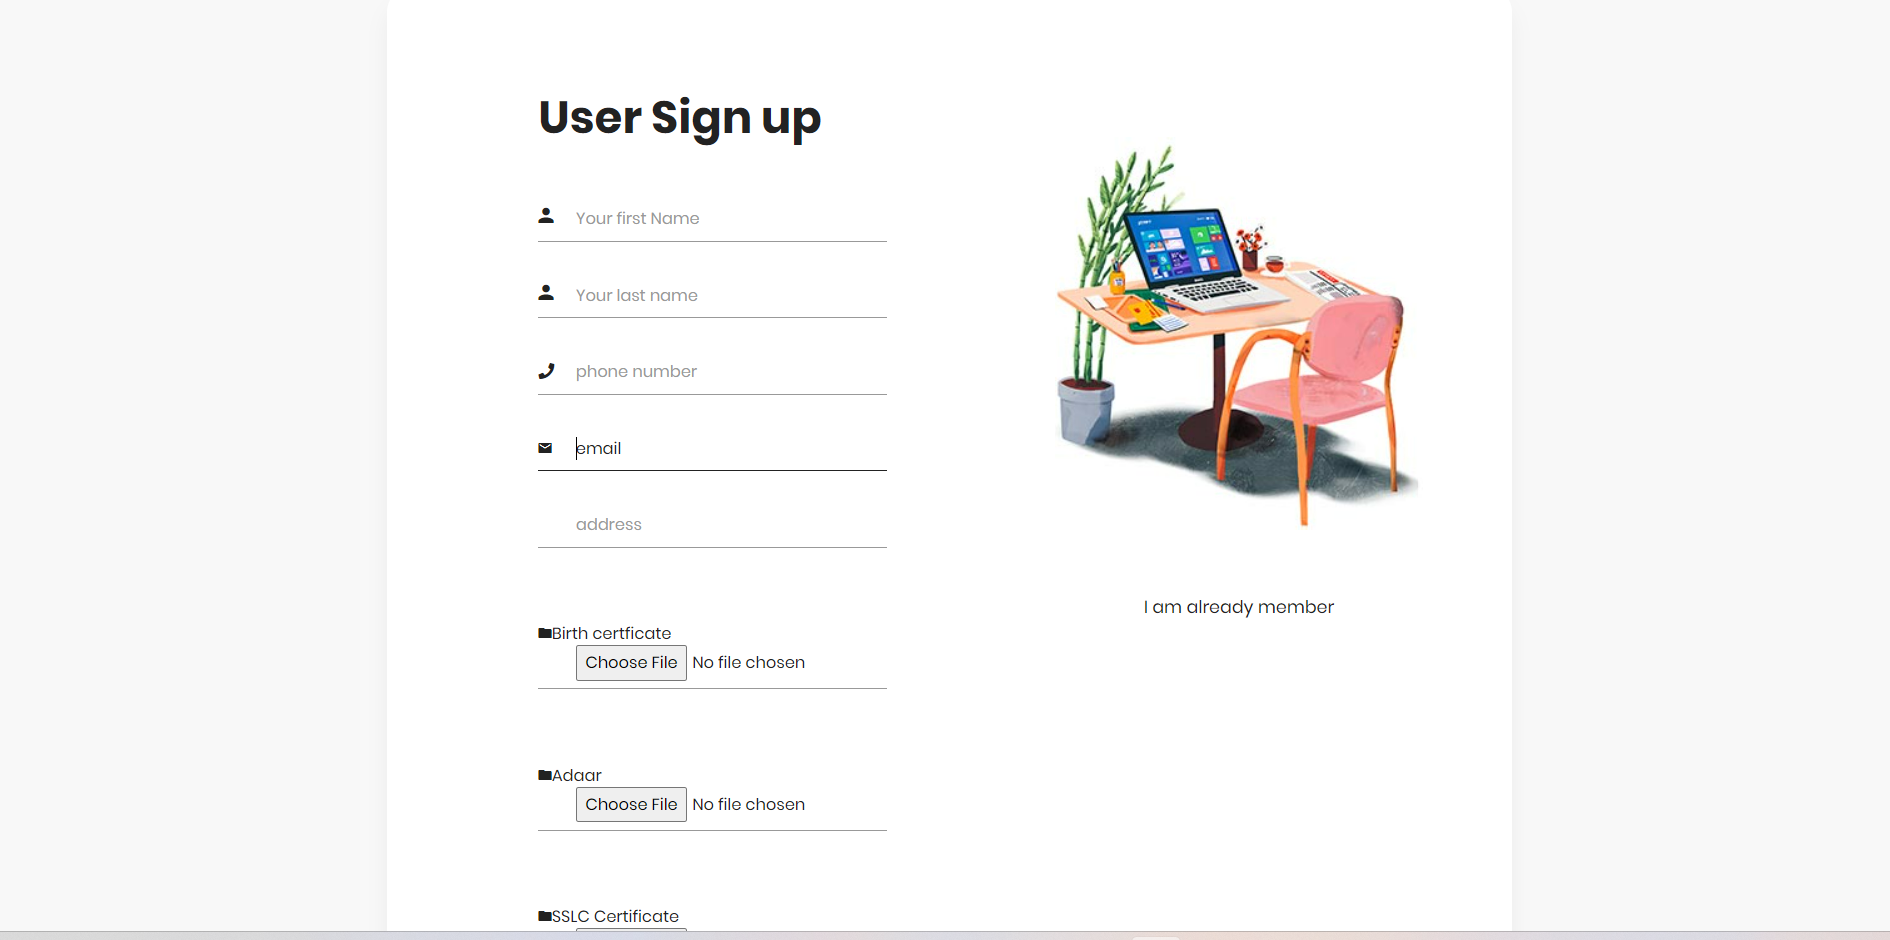 User Sign up
Your first Name
Your last name
phone number
email
address
Birth certficate
Choose File No file chosen
Adaar
Choose File No file chosen
SSLC Certificate
I am already member